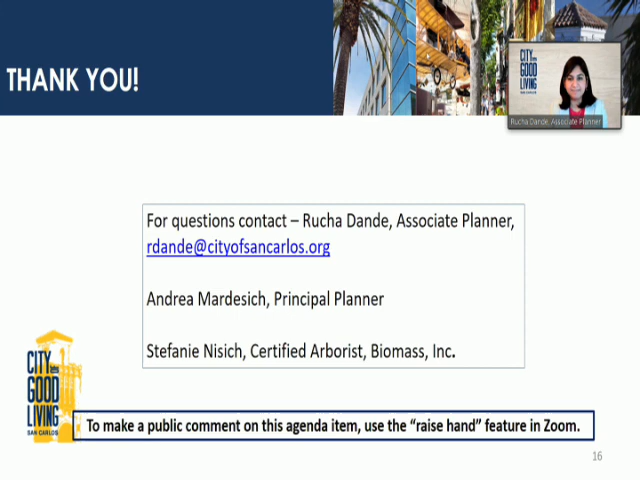 THANK YOU!
CITY
GOOD
LIVING
SAN CARLOS
Rucha Dande, Associate Planner
For questions contact – Rucha Dande, Associate Planner,
rdande@cityofsancarlos.org
Andrea Mardesich, Principal Planner
Stefanie Nisich, Certified Arborist, Biomass, Inc.
CITY
GOOD
LIVING
SAN CARLOS
To make a public comment on this agenda item, use the “raise hand” feature in Zoom.
16